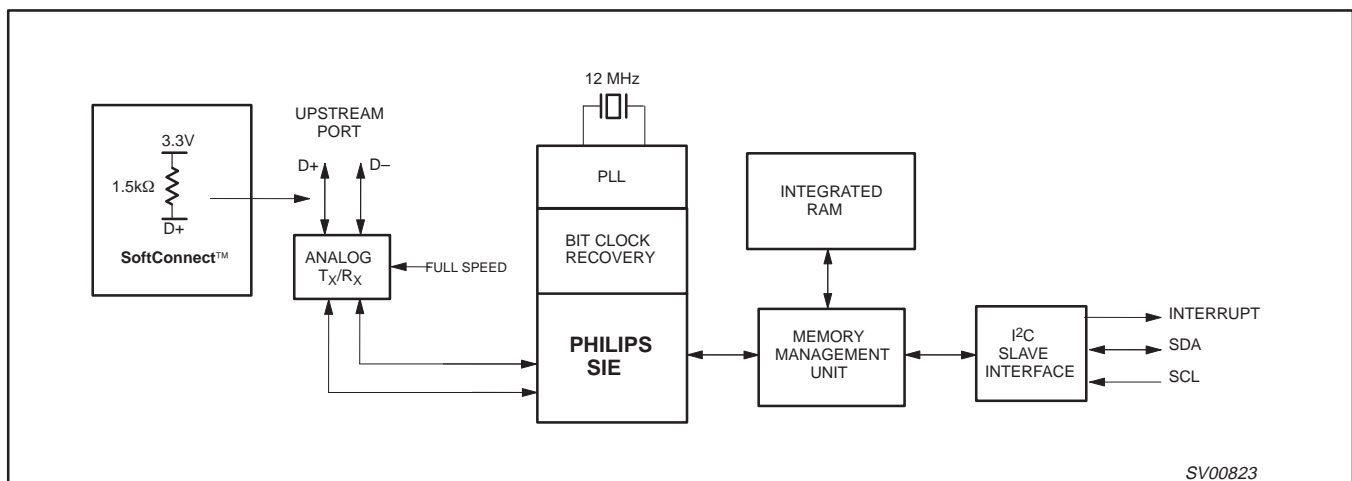 12 MHz
UPSTREAM
PORT
3.3V
1.5kΩ
D+
SoftConnect™
D+
D–
ANALOG
TX/RX
FULL SPEED
PLL
BIT CLOCK
RECOVERY
PHILIPS
SIE
INTEGRATED
RAM
MEMORY
MANAGEMENT
UNIT
I2C
SLAVE
INTERFACE
INTERRUPT
SDA
SCL
SV00823